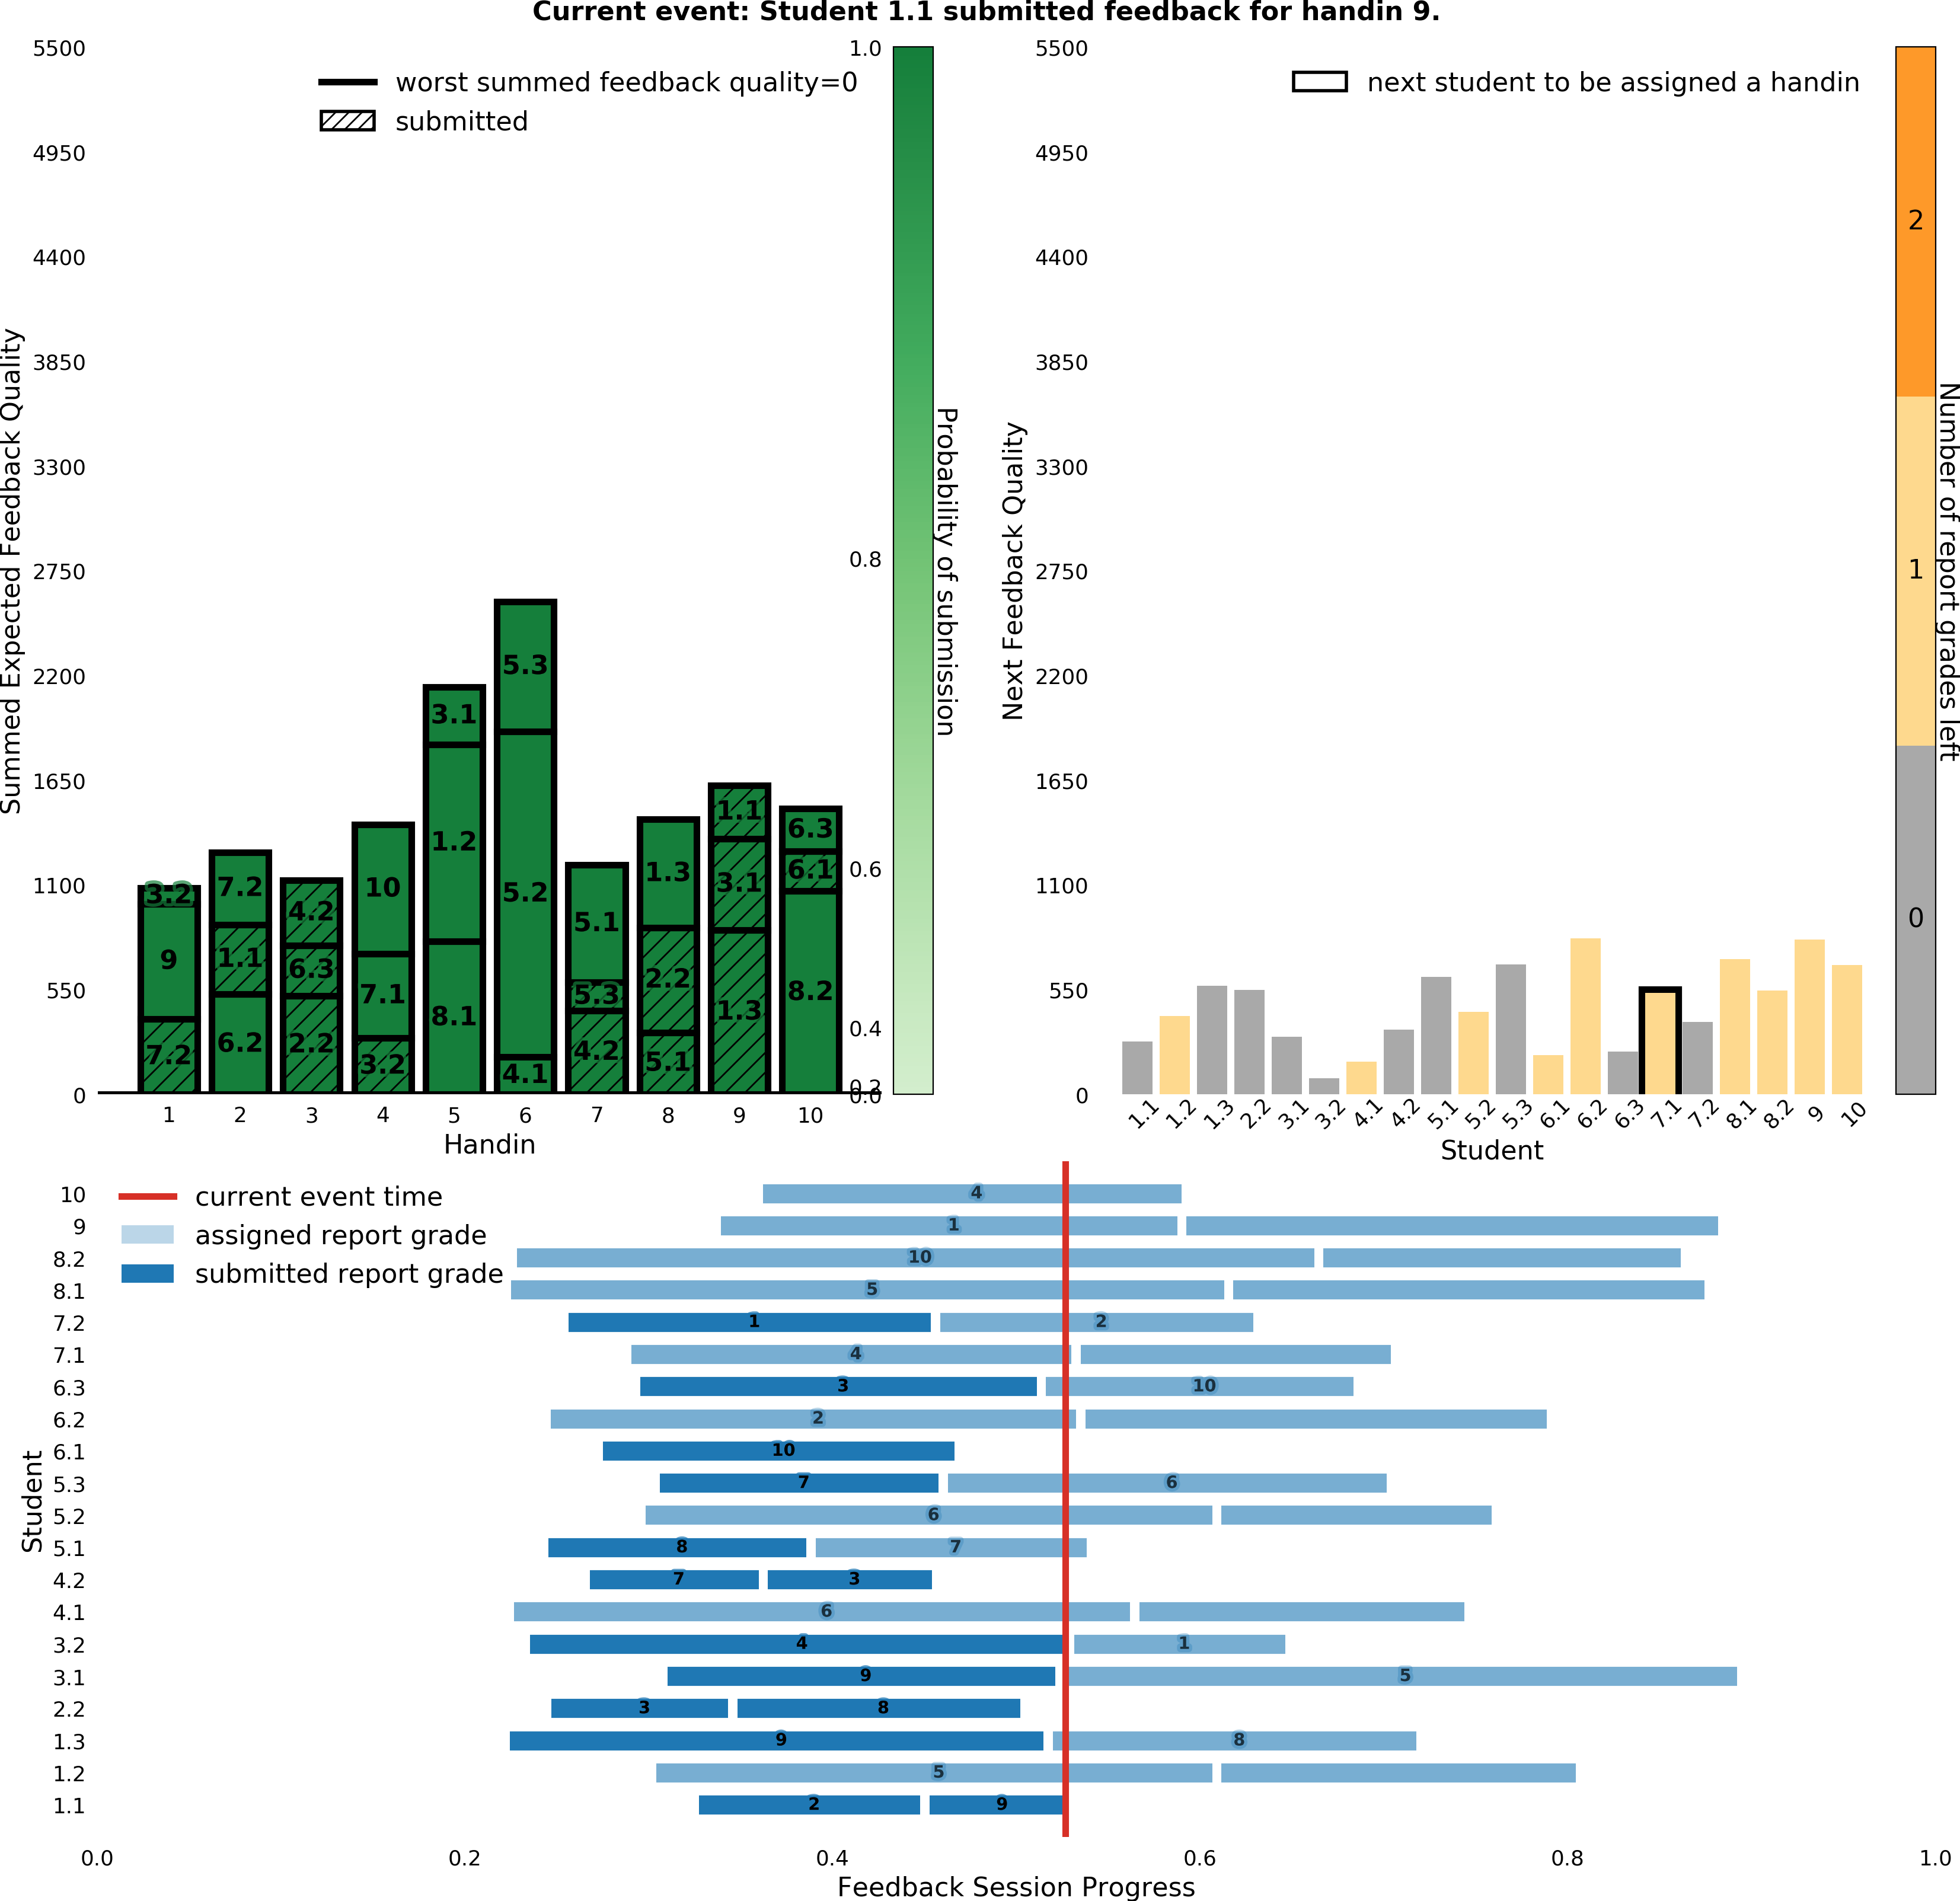 Current event: Student 1.1 submitted feedback for handin 9.
5500
4950
4400
3850
3300
2750
2200
1650
1100
550
0
Summed Expected Feedback Quality
worst summed feedback quality=0
submitted
3.2
9
7.2
7.2
1.1
6.2
4.2
6.3
2.2
10
7.1
3.2
3.1
1.2
8.1
5.3
5.2
4.1
5.1
5.3
4.2
1.3
2.2
5.1
1.1
3.1
1.3
6.3
6.1
8.2
1 2 3 4 5 6 7 8 9 10
Handin
1.0
0.8
0.6
0.4
0.2
0.0
Probability of submission
5500
4950
4400
3850
3300
2750
2200
1650
1100
550
0
Next Feedback Quality
next student to be assigned a handin
1.1 1.2 1.3 2.2 3.1 3.2 4.1 4.2 5.1 5.2 5.3 6.1 6.2 6.3 7.1 7.2 8.1 8.2 9 10
Student
2
1
0
Number of report grades left
current event time
assigned report grade
submitted report grade
Student
10 4
9 1
8.2 10
8.1 5
7.2 1 2
7.1 4
6.3 3 10
6.2 2
6.1 10
5.3 7 6
5.2 6
5.1 8 7
4.2 7 3
4.1 6
3.2 4 1
3.1 9 5
2.2 3 8
1.3 9 8
1.2 5
1.1 2 9
0.0 0.2 0.4 0.6 0.8 1.0
Feedback Session Progress